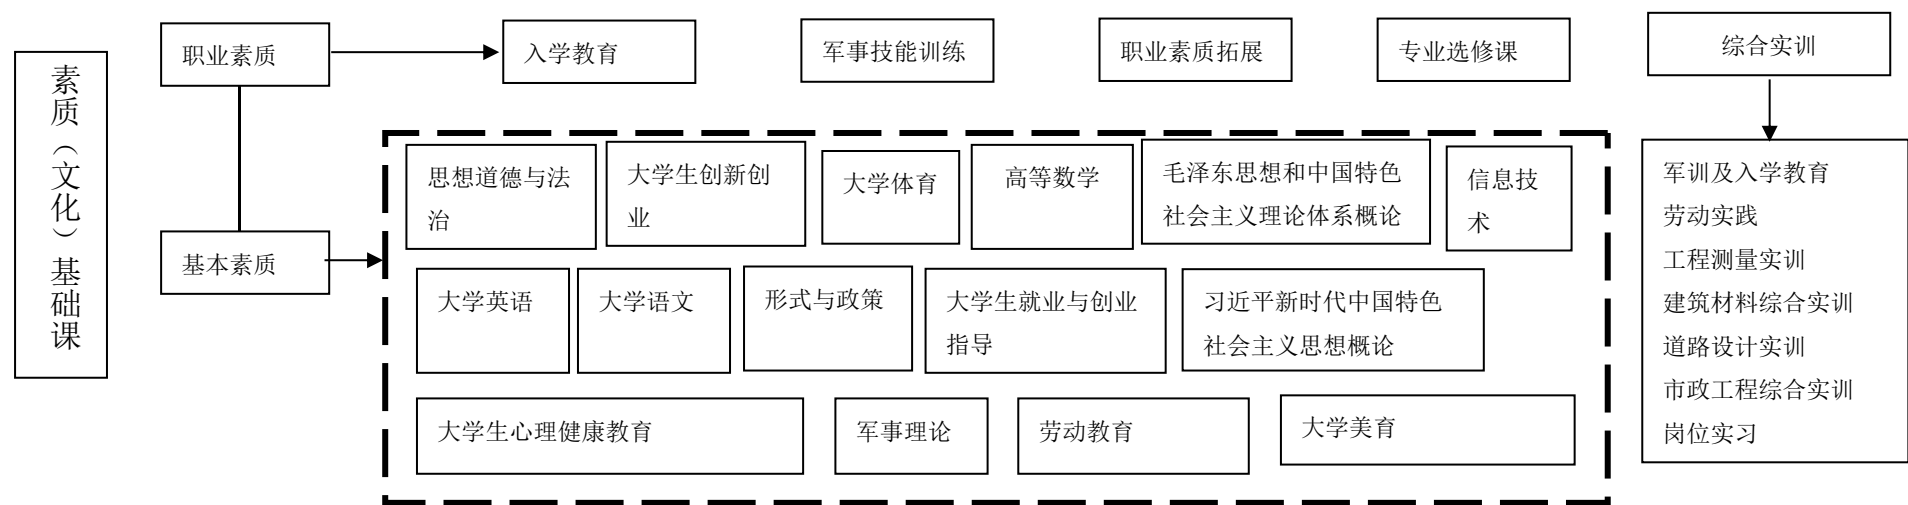 素质（文化）基础课
职业素质
入学教育
军事技能训练
职业素质拓展
专业选修课
综合实训
基本素质
思想道德与法
治
大学生创新创
业
大学体育
高等数学
毛泽东思想和中国特色
社会主义理论体系概论
信息技
术
大学英语
大学语文
形式与政策
大学生就业与创业
指导
习近平新时代中国特色
社会主义思想概论
大学生心理健康教育
军事理论
劳动教育
大学美育
军训及入学教育
劳动实践
工程测量实训
建筑材料综合实训
道路设计实训
市政工程综合实训
岗位实习